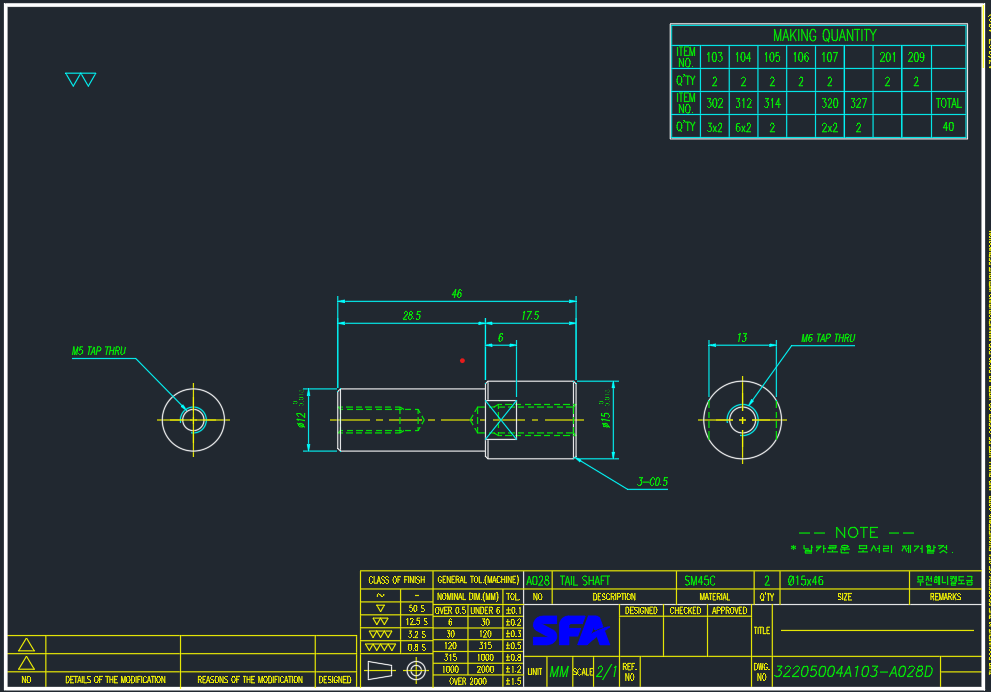 MAKING QUANTITY
ITEM NO. 103 104 105 106 107 201 209
Q'TY 2 2 2 2 2 2 2
ITEM NO. 302 312 314 320 327 TOTAL
Q'TY 3x2 6x2 2 2x2 2 40
46
28.5 17.5
6
13
M5 TAP THRU
M6 TAP THRU
ø12
ø15
3-C0.5
-- NOTE --
* 날카로운 모서리 제거할것.
CLASS OF FINISH
~ -
▽ 50 S
▽▽ 12.5 S
▽▽▽ 3.2 S
▽▽▽▽ 0.8 S
GENERAL TOL.(MACHINE)
NOMINAL DIM.(MM) TOL.
OVER 0.5 UNDER 6 ±0.1
6 30 ±0.2
30 120 ±0.3
120 315 ±0.5
315 1000 ±0.8
1000 2000 ±1.2
OVER 2000 ±1.5
A028 TAIL SHAFT SM45C 2 ø15x46
NO DESCRIPTION MATERIAL Q'TY SIZE REMARKS
SFA
DESIGNED CHECKED APPROVED
TITLE
UNIT MM SCALE 2/1 REF. NO
DWG. NO 32205004A103-A028D
NO DETAILS OF THE MODIFICATION REASONS OF THE MODIFICATION DESIGNED